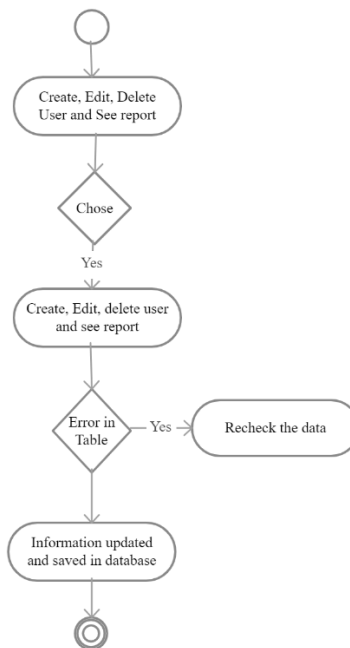 Create, Edit, Delete
User and See report
Chose
Yes
Create, Edit, delete user
and see report
Error in
Table
Yes
Recheck the data
Information updated
and saved in database